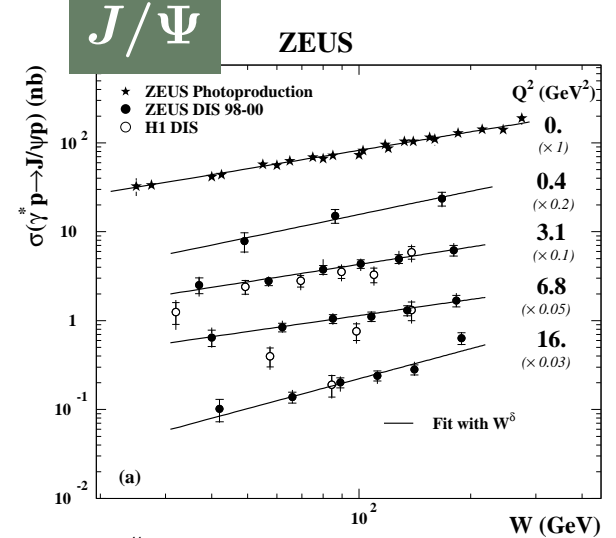 J/Ψ
ZEUS
σ(γ* p→J/ψp) (nb)
★ ZEUS Photoproduction
● ZEUS DIS 98-00
○ H1 DIS
Q² (GeV²)
0.
(× 1)
0.4
(× 0.2)
3.1
(× 0.1)
6.8
(× 0.05)
16.
(× 0.03)
10²
10
1
10⁻¹
10⁻²
Fit with W^δ
(a)
10²
W (GeV)